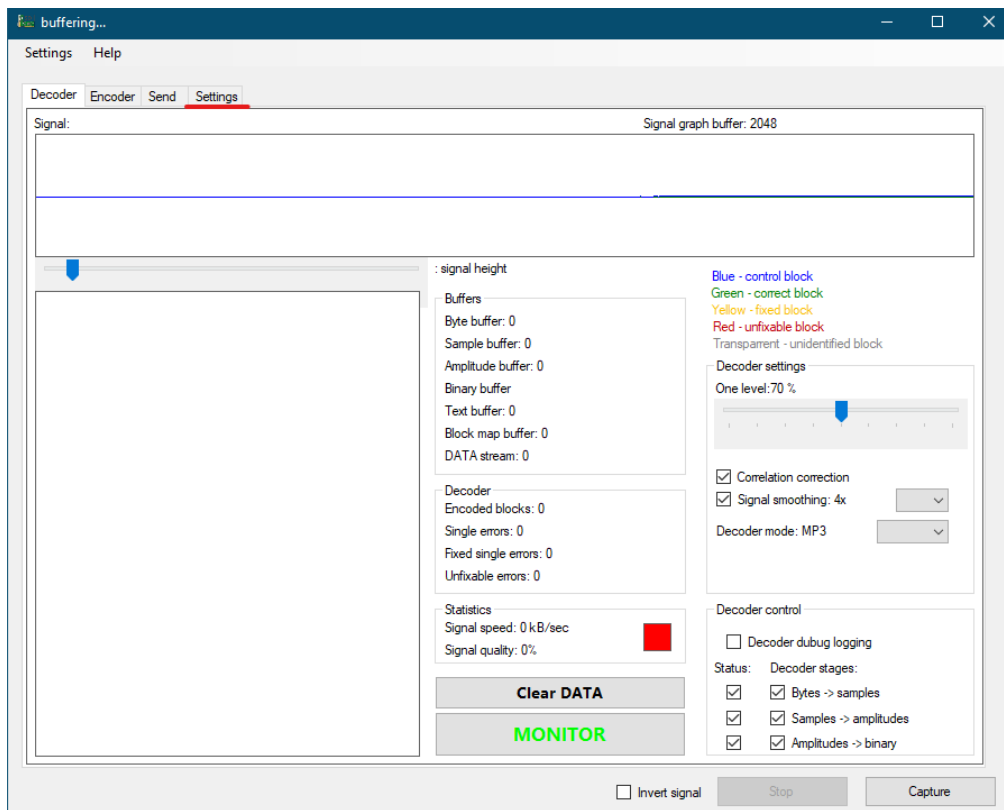 buffering...
Settings Help
Decoder Encoder Send Settings
Signal: Signal graph buffer: 2048
: signal height
Buffers
Byte buffer: 0
Sample buffer: 0
Amplitude buffer: 0
Binary buffer
Text buffer: 0
Block map buffer: 0
DATA stream: 0
Decoder
Encoded blocks: 0
Single errors: 0
Fixed single errors: 0
Unfixable errors: 0
Statistics
Signal speed: 0 kB/sec
Signal quality: 0%
Clear DATA
MONITOR
Blue - control block
Green - correct block
Yellow - fixed block
Red - unfixable block
Transparrent - unidentified block
Decoder settings
One level:70 %
Correlation correction
Signal smoothing: 4x
Decoder mode: MP3
Decoder control
Decoder dubug logging
Status: Decoder stages:
Bytes -> samples
Samples -> amplitudes
Amplitudes -> binary
Invert signal Stop Capture